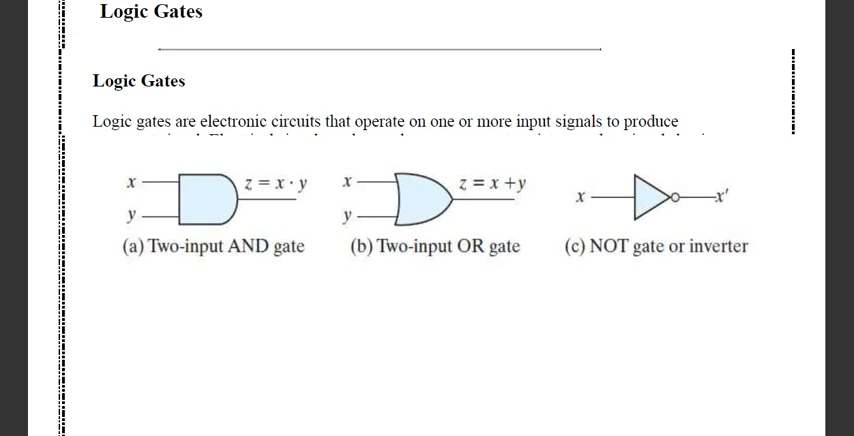 Logic Gates
Logic Gates
Logic gates are electronic circuits that operate on one or more input signals to produce
x
y
z = x · y
x
y
z = x + y
x
x′
(a) Two-input AND gate
(b) Two-input OR gate
(c) NOT gate or inverter